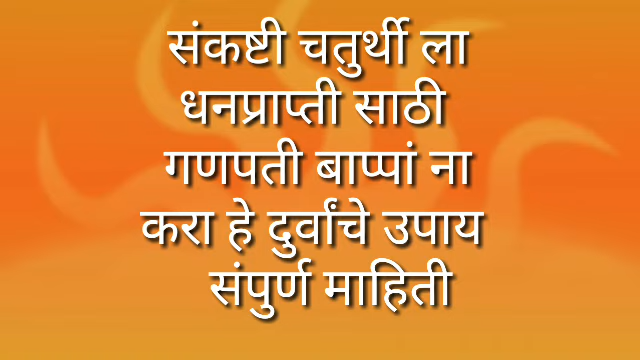 संकष्टी चतुर्थी ला
धनप्राप्ती साठी
गणपती बाप्पां ना
करा हे दुर्वांचे उपाय
संपुर्ण माहिती